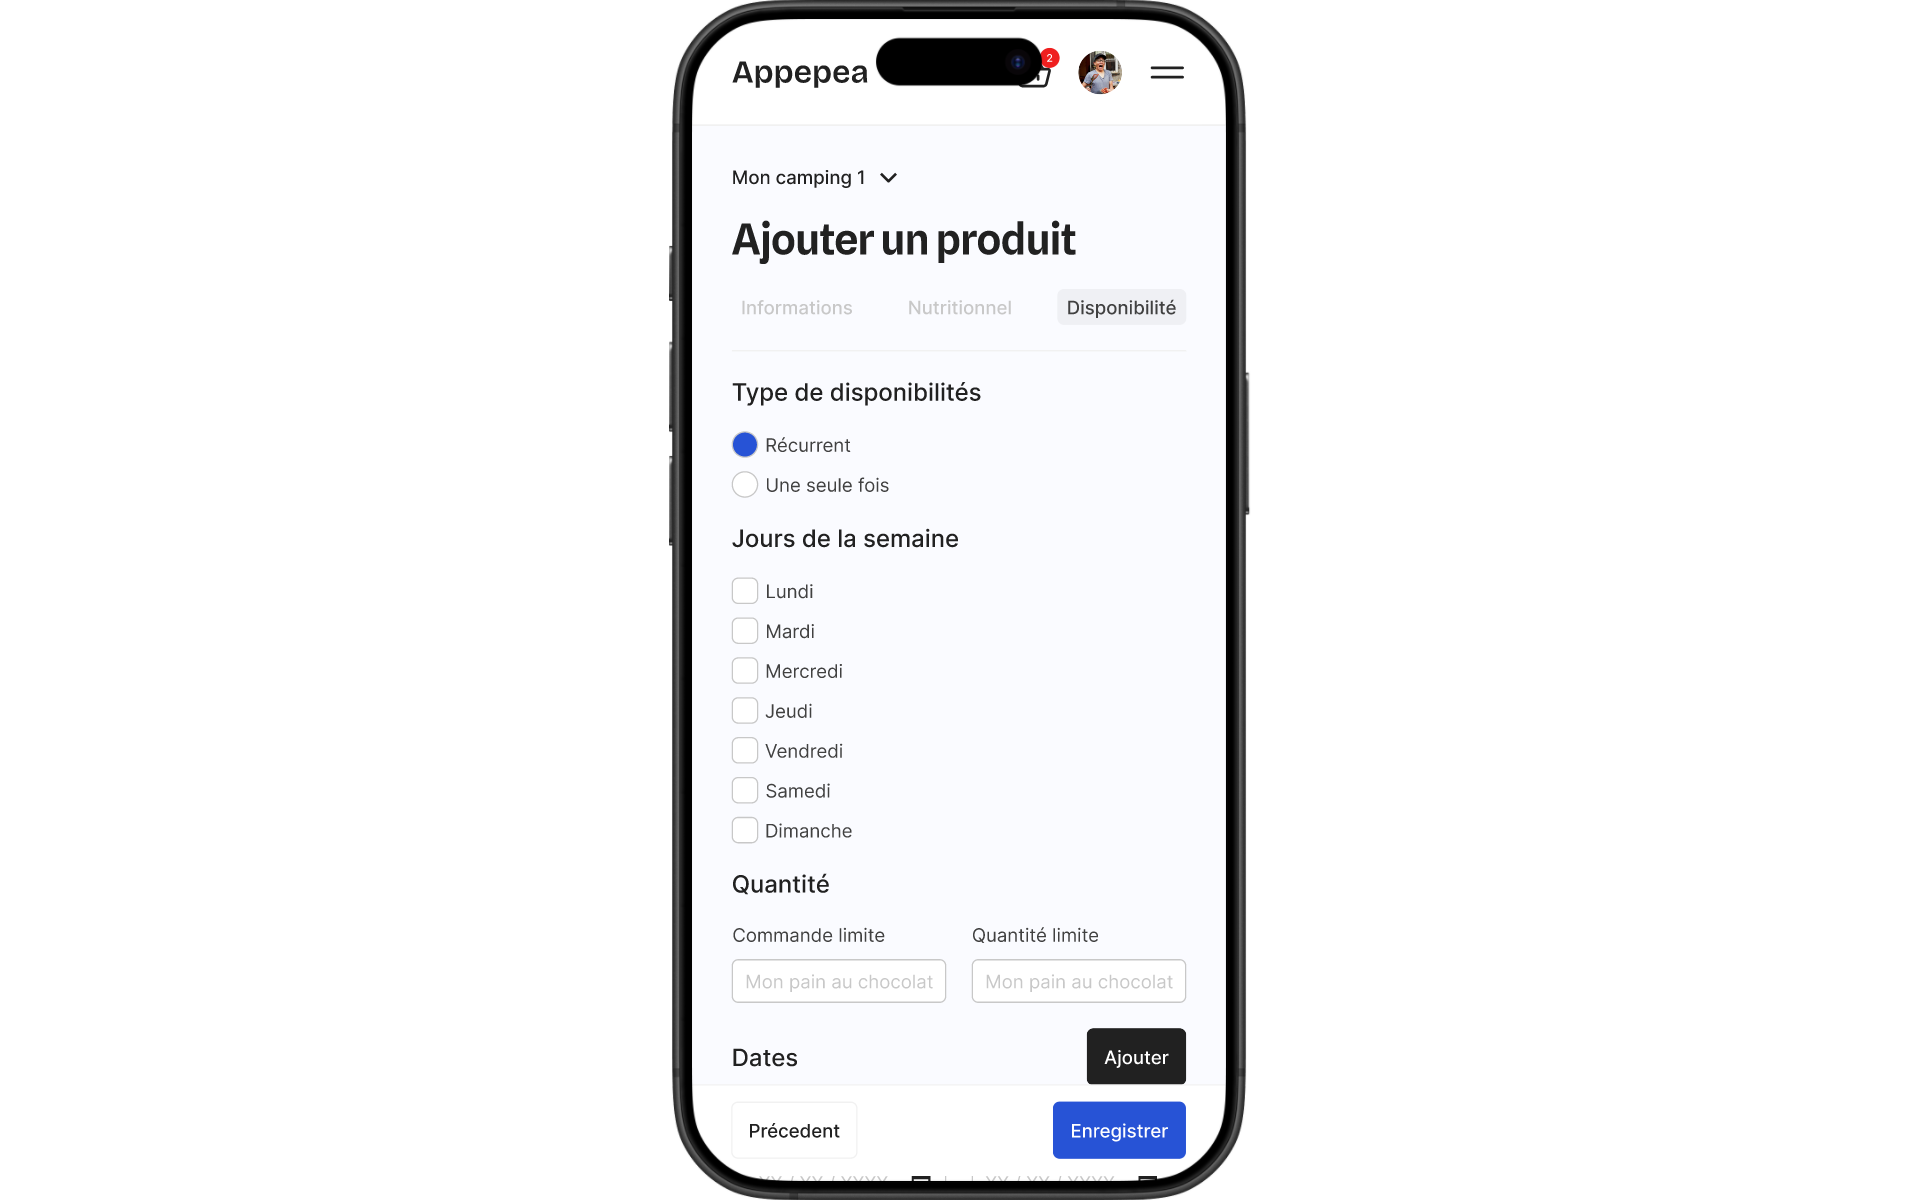 Appepea
2
Mon camping 1
Ajouter un produit
Informations Nutritionnel Disponibilité
Type de disponibilités
Récurrent
Une seule fois
Jours de la semaine
Lundi
Mardi
Mercredi
Jeudi
Vendredi
Samedi
Dimanche
Quantité
Commande limite Quantité limite
Mon pain au chocolat Mon pain au chocolat
Dates Ajouter
Précedent Enregistrer